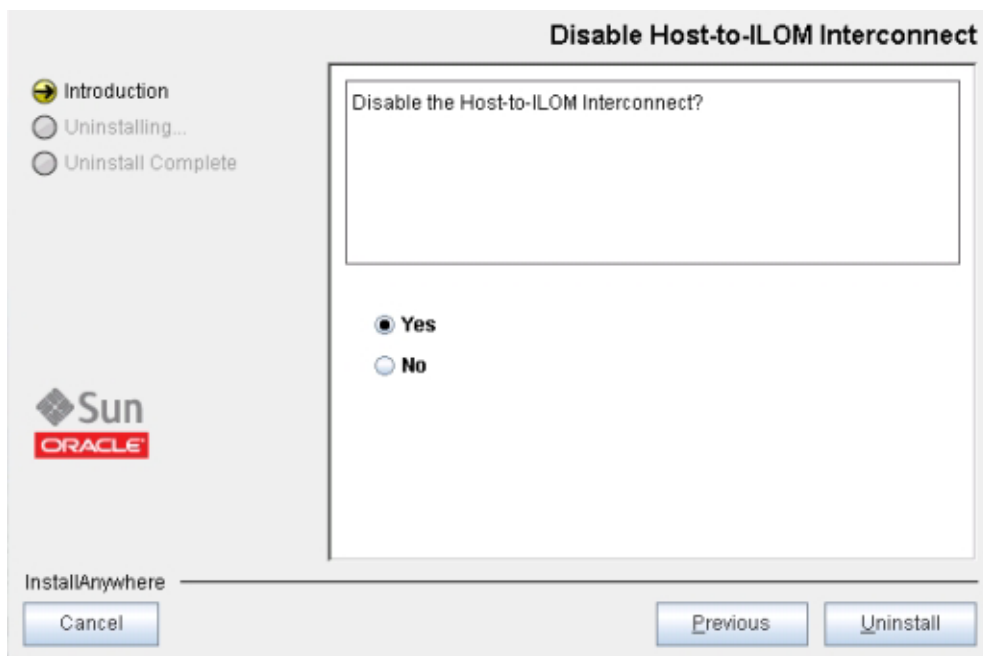 Disable Host-to-ILOM Interconnect
Introduction
Uninstalling...
Uninstall Complete
Disable the Host-to-ILOM Interconnect?
Yes
No
Sun
ORACLE
InstallAnywhere
Cancel
Previous
Uninstall